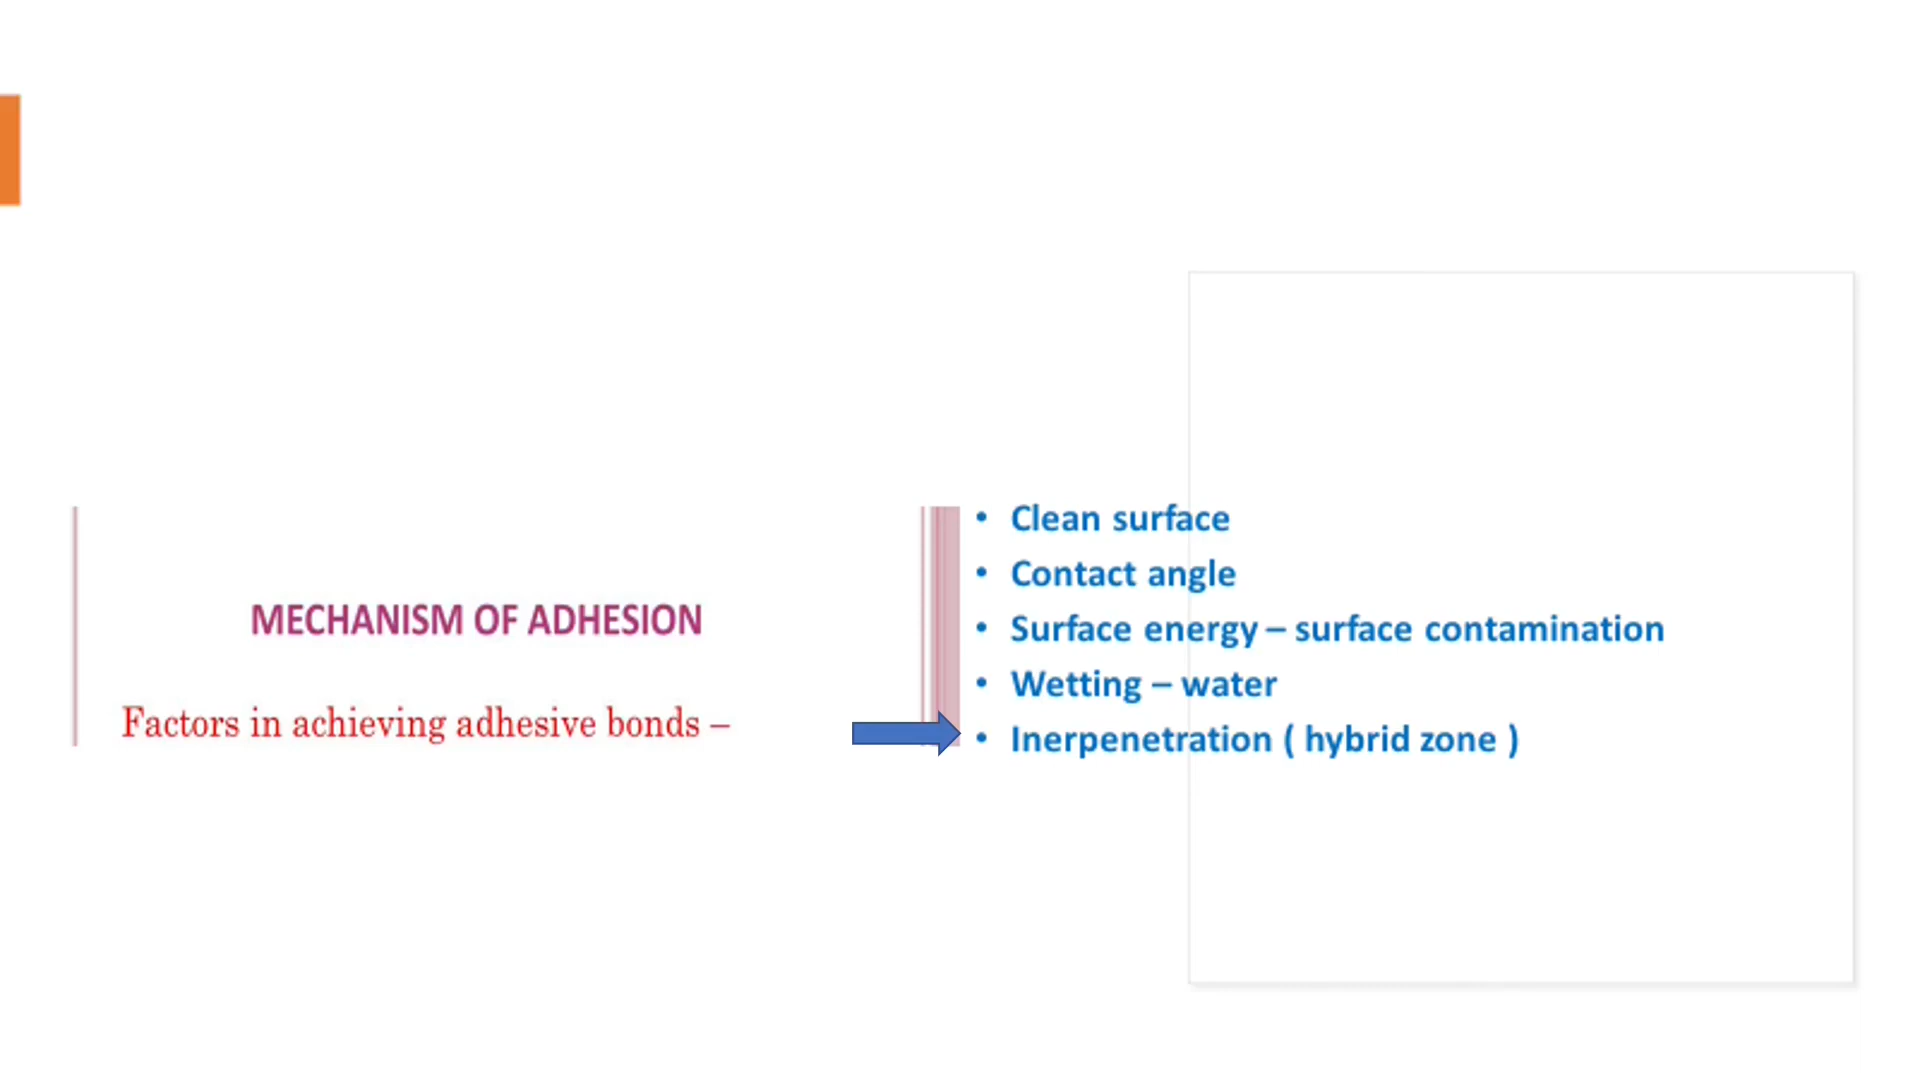 MECHANISM OF ADHESION
Factors in achieving adhesive bonds –
• Clean surface
• Contact angle
• Surface energy – surface contamination
• Wetting – water
• Inerpenetration ( hybrid zone )